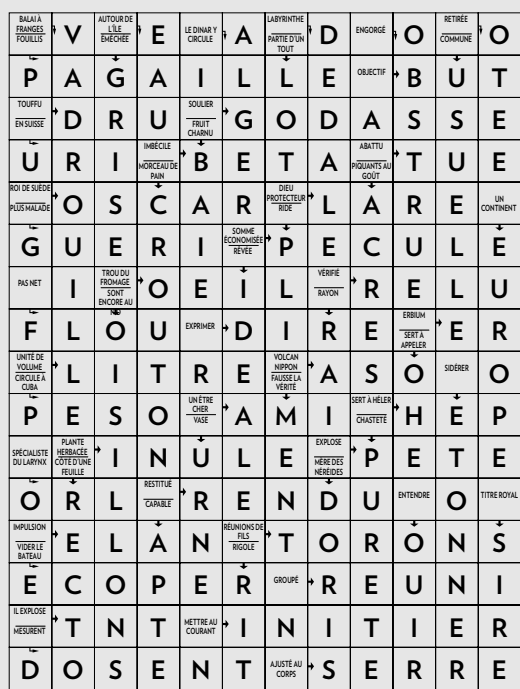 BALAI À FRANGES FOUILLIS V AUTOUR DE L'ÎLE EMÉCHÉE E LE DINAR Y CIRCULE A LABYRINTHE PARTIE D'UN TOUT D ENGORGÉ O RETIRÉE COMMUNE O
P A G A I L L E OBJECTIF B U T
TOUFFU EN SUISSE D R U SOULIER FRUIT CHARNU G O D A S S E
U R I IMBÉCILE MORCEAU DE PAIN B E T A ABATTU PIQUANTS AU GOÛT T U E
ROI DE SUÈDE PLUS MALADE O S C A R DIEU PROTECTEUR RIDE L A R E UN CONTINENT
G U E R I SOMME ÉCONOMISÉE RÊVÉE P E C U L E
PAS NET I TROU DU FROMAGE SONT ENCORE AU O E I L VÉRIFIÉ RAYON R E L U
F L O U EXPRIMER D I R E ERBIUM SERT À APPELER E R
UNITÉ DE VOLUME CIRCULE À CUBA L I T R E VOLCAN NIPPON FAUSSE LA VÉRITÉ A S O SIDÉRER O
P E S O UN ÊTRE CHER VASE A M I SERT À HÉLER CHASTETÉ H E P
SPÉCIALISTE DU LARYNX PLANTE HERBACÉE CÔTÉ D'UNE FEUILLE I N U L E EXPLOSE MÈRE DES NÉRÉIDES P E T E
O R L RESTITUÉ CAPABLE R E N D U ENTENDRE O TITRE ROYAL
IMPULSION VIDER LE BATEAU E L A N RÉUNIONS DE FILS RIGOLE T O R O N S
E C O P E R GROUPÉ R E U N I
IL EXPLOSE MESURENT T N T METTRE AU COURANT I N I T I E R
D O S E N T AJUSTÉ AU CORPS S E R R E